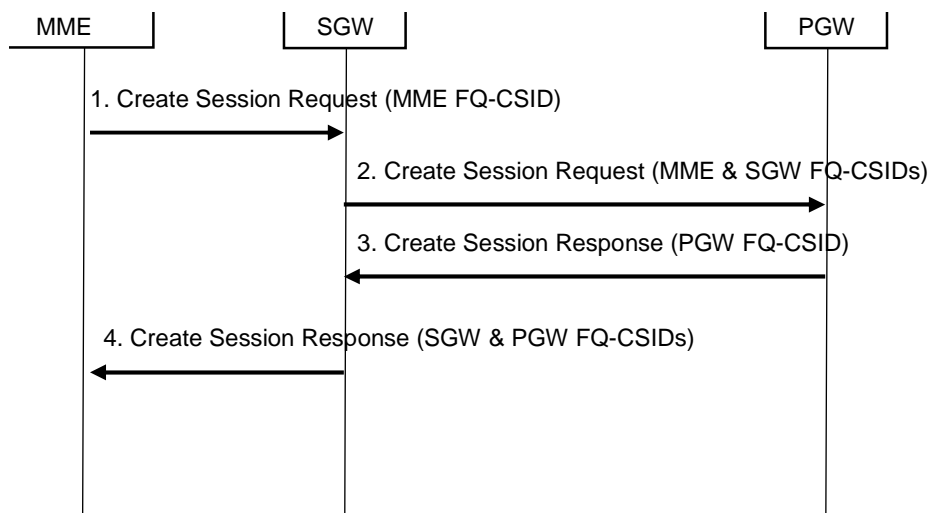 MME
SGW
PGW
1. Create Session Request (MME FQ-CSID)
2. Create Session Request (MME & SGW FQ-CSIDs)
3. Create Session Response (PGW FQ-CSID)
4. Create Session Response (SGW & PGW FQ-CSIDs)